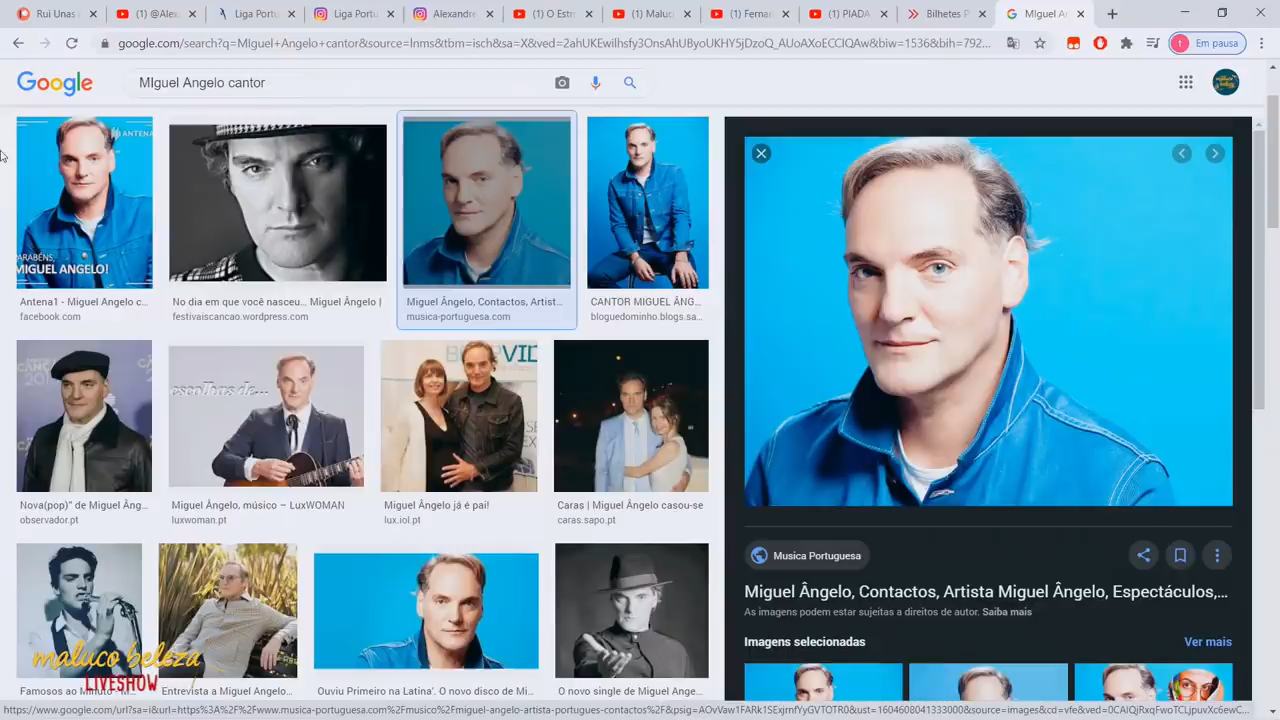 Rui Unas
@Alex
Liga Portu
Liga Portu
Alexandre
(1) O Estr
(1) Maluc
(1) Fernan
(1) PIADA
Bilhetes P
MIguel An
google.com/search?q=MIguel+Angelo+cantor&source=lnms&tbm=isch&sa=X&ved=2ahUKEwiIhsfy3OnsAhUByoUKHY5jDzoQ_AUoAXoECCIQAw&biw=1536&bih=792...
Em pausa
Google
MIguel Angelo cantor
ANTENA
PARABÉNS,
MIGUEL ANGELO!
Antena1 - Miguel Angelo c...
facebook.com
No dia em que você nasceu... Miguel Ângelo |
festivaiscancao.wordpress.com
Miguel Ângelo, Contactos, Artist...
musica-portuguesa.com
CANTOR MIGUEL ÂNG...
bloguedominho.blogs.sa...
escolhas de...
Nova(pop)" de Miguel Âng...
observador.pt
Miguel Ângelo, músico – LuxWOMAN
luxwoman.pt
Miguel Ângelo já é pai!
lux.iol.pt
Caras | Miguel Ângelo casou-se
caras.sapo.pt
Musica Portuguesa
Miguel Ângelo, Contactos, Artista Miguel Ângelo, Espectáculos,...
As imagens podem estar sujeitas a direitos de autor. Saiba mais
Imagens selecionadas
Ver mais
maluco beleza
LIVESHOW
Famosos ao Minuto
Entrevista a Miguel Angelo...
Ouviu Primeiro na Latina'. O novo disco de Mi...
O novo single de Miguel Ange...